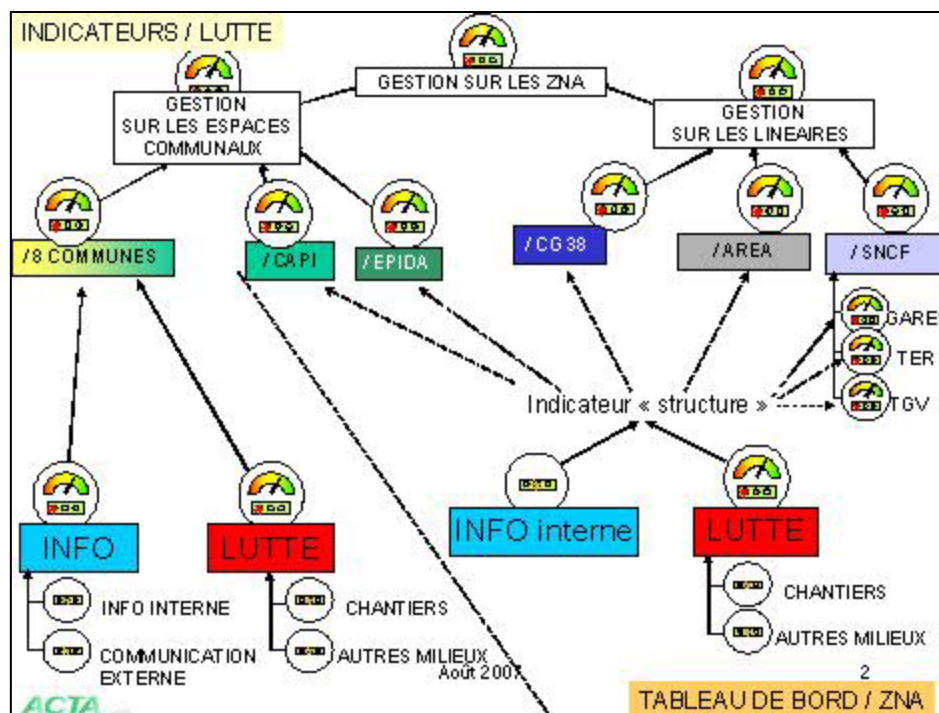 INDICATEURS / LUTTE
GESTION SUR LES ZNA
GESTION
SUR LES ESPACES
COMMUNAUX
GESTION
SUR LES LINEAIRES
/8 COMMUNES
/CAPI
/EPIDA
/CG38
/AREA
/SNCF
GARE
TER
TGV
Indicateur « structure »
INFO
LUTTE
INFO interne
LUTTE
INFO INTERNE
COMMUNICATION
EXTERNE
CHANTIERS
AUTRES MILIEUX
CHANTIERS
AUTRES MILIEUX
Août 2007
2
ACTA
TABLEAU DE BORD / ZNA